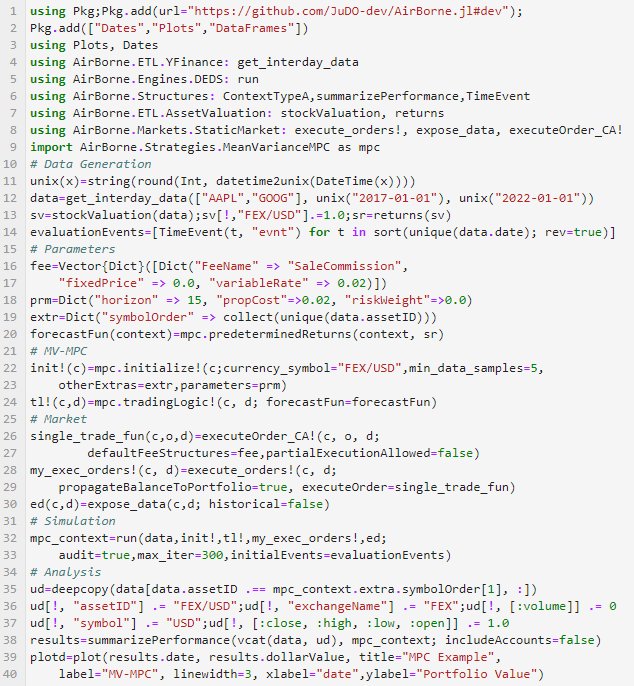 1 using Pkg;Pkg.add(url="https://github.com/JuDO-dev/AirBorne.jl#dev");
2 Pkg.add(["Dates","Plots","DataFrames"])
3 using Plots, Dates
4 using AirBorne.ETL.YFinance: get_interday_data
5 using AirBorne.Engines.DEDS: run
6 using AirBorne.Structures: ContextTypeA,summarizePerformance,TimeEvent
7 using AirBorne.ETL.AssetValuation: stockValuation, returns
8 using AirBorne.Markets.StaticMarket: execute_orders!, expose_data, executeOrder_CA!
9 import AirBorne.Strategies.MeanVarianceMPC as mpc
10 # Data Generation
11 unix(x)=string(round(Int, datetime2unix(DateTime(x))))
12 data=get_interday_data(["AAPL","GOOG"], unix("2017-01-01"), unix("2022-01-01"))
13 sv=stockValuation(data);sv[!,"FEX/USD"].=1.0;sr=returns(sv)
14 evaluationEvents=[TimeEvent(t, "evnt") for t in sort(unique(data.date); rev=true)]
15 # Parameters
16 fee=Vector{Dict}([Dict("FeeName" => "SaleCommission",
17     "fixedPrice" => 0.0, "variableRate" => 0.02)])
18 prm=Dict("horizon" => 15, "propCost"=>0.02, "riskWeight"=>0.0)
19 extr=Dict("symbolOrder" => collect(unique(data.assetID)))
20 forecastFun(context)=mpc.predeterminedReturns(context, sr)
21 # MV-MPC
22 init!(c)=mpc.initialize!(c;currency_symbol="FEX/USD",min_data_samples=5,
23     otherExtras=extr,parameters=prm)
24 tl!(c,d)=mpc.tradingLogic!(c, d; forecastFun=forecastFun)
25 # Market
26 single_trade_fun(c,o,d)=executeOrder_CA!(c, o, d;
27         defaultFeeStructures=fee,partialExecutionAllowed=false)
28 my_exec_orders!(c, d)=execute_orders!(c, d;
29     propagateBalanceToPortfolio=true, executeOrder=single_trade_fun)
30 ed(c,d)=expose_data(c,d; historical=false)
31 # Simulation
32 mpc_context=run(data,init!,tl!,my_exec_orders!,ed;
33     audit=true,max_iter=300,initialEvents=evaluationEvents)
34 # Analysis
35 ud=deepcopy(data[data.assetID .== mpc_context.extra.symbolOrder[1], :])
36 ud[!, "assetID"] .= "FEX/USD";ud[!, "exchangeName"] .= "FEX";ud[!, [:volume]] .= 0
37 ud[!, "symbol"] .= "USD";ud[!, [:close, :high, :low, :open]] .= 1.0
38 results=summarizePerformance(vcat(data, ud), mpc_context; includeAccounts=false)
39 plotd=plot(results.date, results.dollarValue, title="MPC Example",
40     label="MV-MPC", linewidth=3, xlabel="date",ylabel="Portfolio Value")